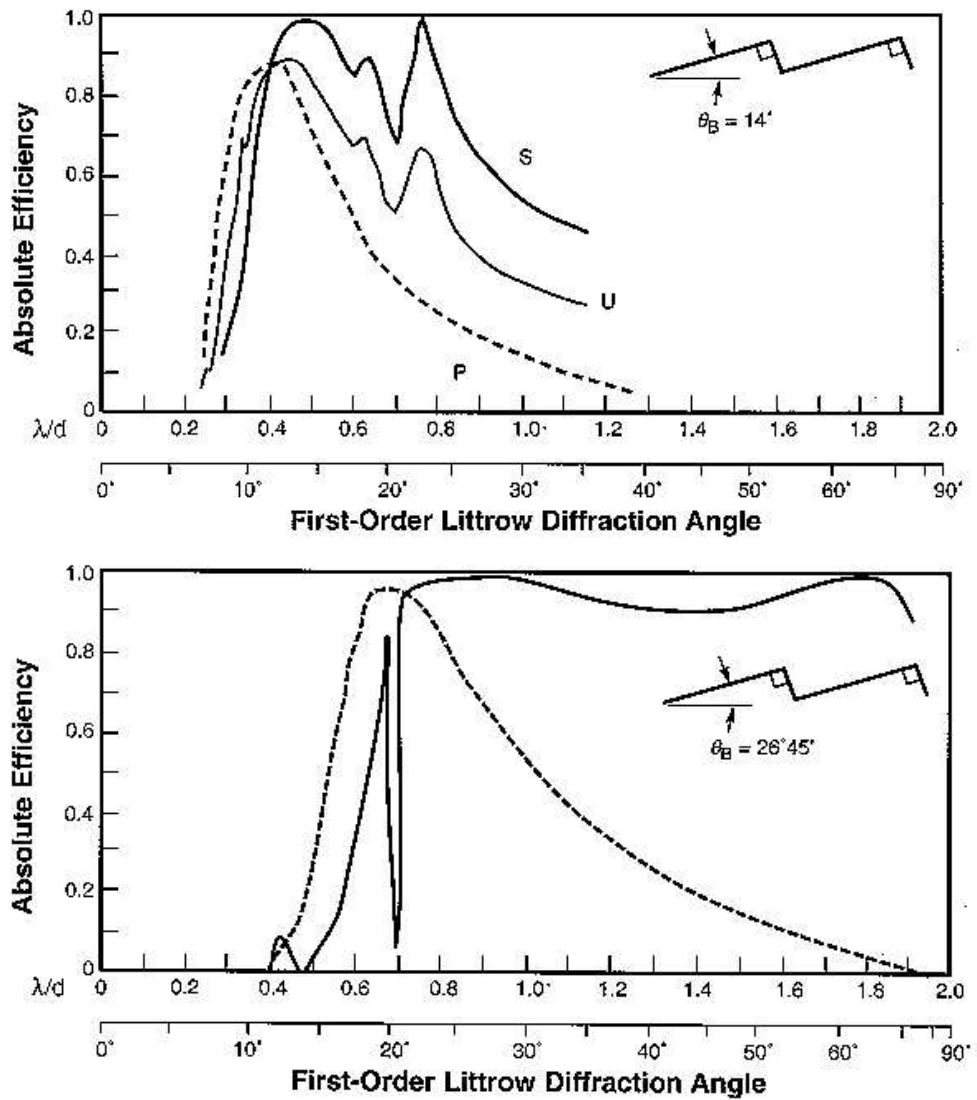 1.0
0.8
0.6
0.4
0.2
0
Absolute Efficiency
S
U
P
θB = 14°
λ/d 0 0.2 0.4 0.6 0.8 1.0 1.2 1.4 1.6 1.8 2.0
0° 10° 20° 30° 40° 50° 60° 90°
First-Order Littrow Diffraction Angle
1.0
0.8
0.6
0.4
0.2
0
Absolute Efficiency
θB = 26°45'
λ/d 0 0.2 0.4 0.6 0.8 1.0 1.2 1.4 1.6 1.8 2.0
0° 10° 20° 30° 40° 50° 60° 90°
First-Order Littrow Diffraction Angle